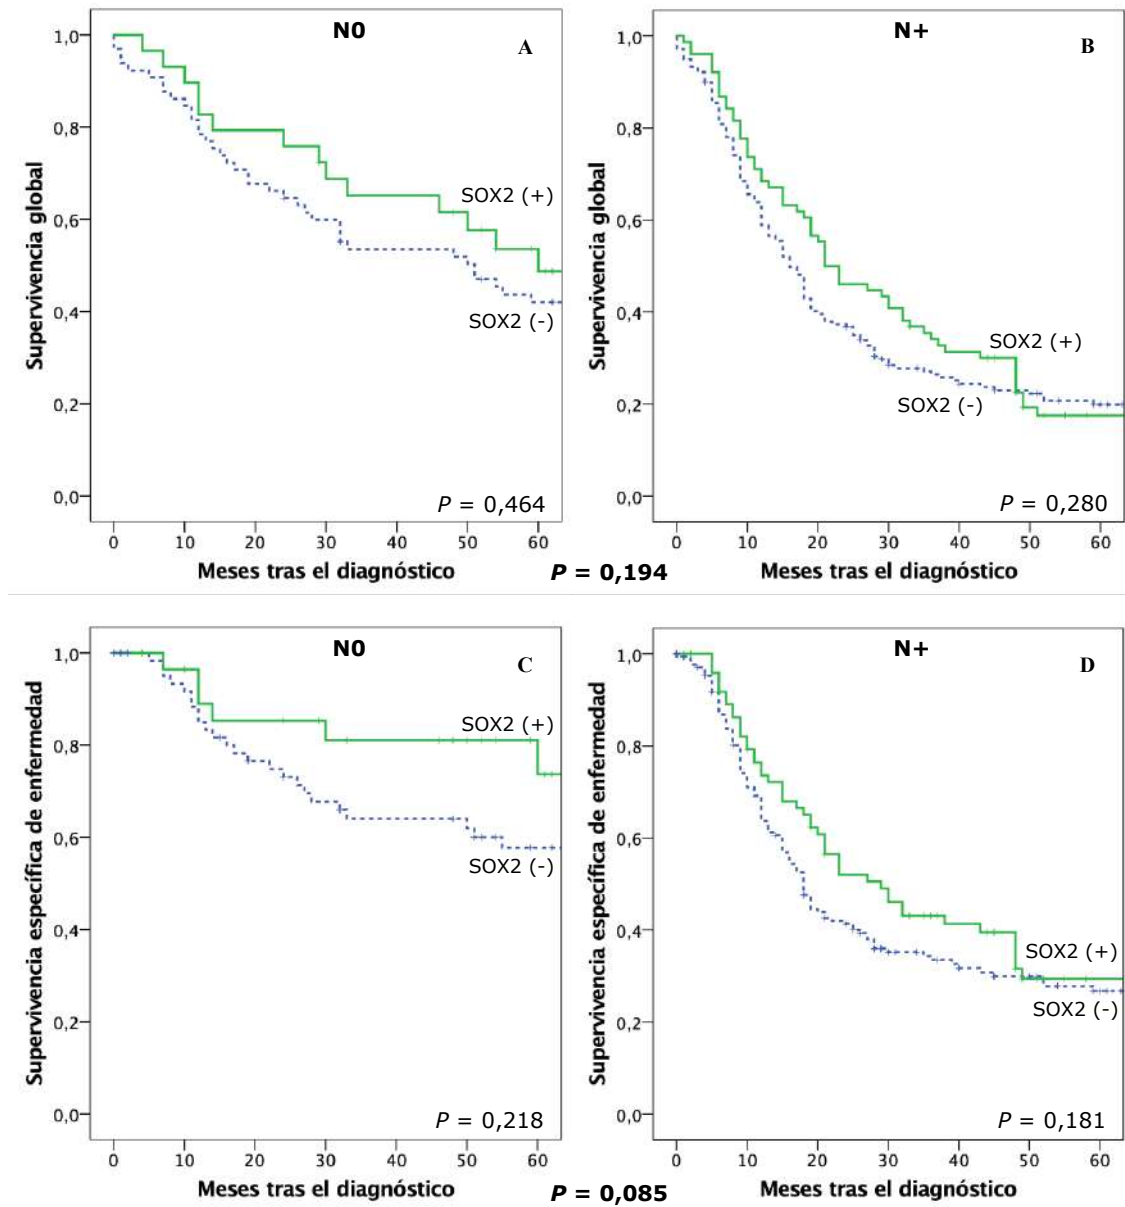 N0
A
1,0
0,8
0,6
0,4
0,2
0,0
Supervivencia global
SOX2 (+)
SOX2 (-)
P = 0,464
0 10 20 30 40 50 60
Meses tras el diagnóstico
N+
B
1,0
0,8
0,6
0,4
0,2
0,0
Supervivencia global
SOX2 (+)
SOX2 (-)
P = 0,280
0 10 20 30 40 50 60
Meses tras el diagnóstico
P = 0,194
N0
C
1,0
0,8
0,6
0,4
0,2
0,0
Supervivencia específica de enfermedad
SOX2 (+)
SOX2 (-)
P = 0,218
0 10 20 30 40 50 60
Meses tras el diagnóstico
N+
D
1,0
0,8
0,6
0,4
0,2
0,0
Supervivencia específica de enfermedad
SOX2 (+)
SOX2 (-)
P = 0,181
0 10 20 30 40 50 60
Meses tras el diagnóstico
P = 0,085